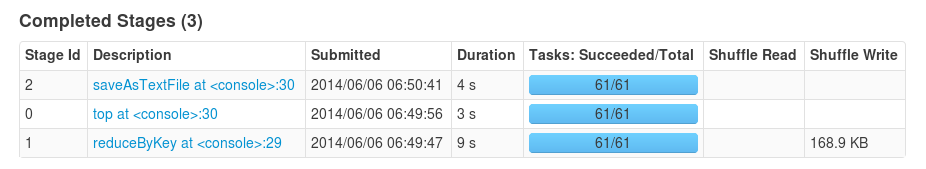 Completed Stages (3)
Stage Id Description Submitted Duration Tasks: Succeeded/Total Shuffle Read Shuffle Write
2 saveAsTextFile at <console>:30 2014/06/06 06:50:41 4 s 61/61
0 top at <console>:30 2014/06/06 06:49:56 3 s 61/61
1 reduceByKey at <console>:29 2014/06/06 06:49:47 9 s 61/61 168.9 KB